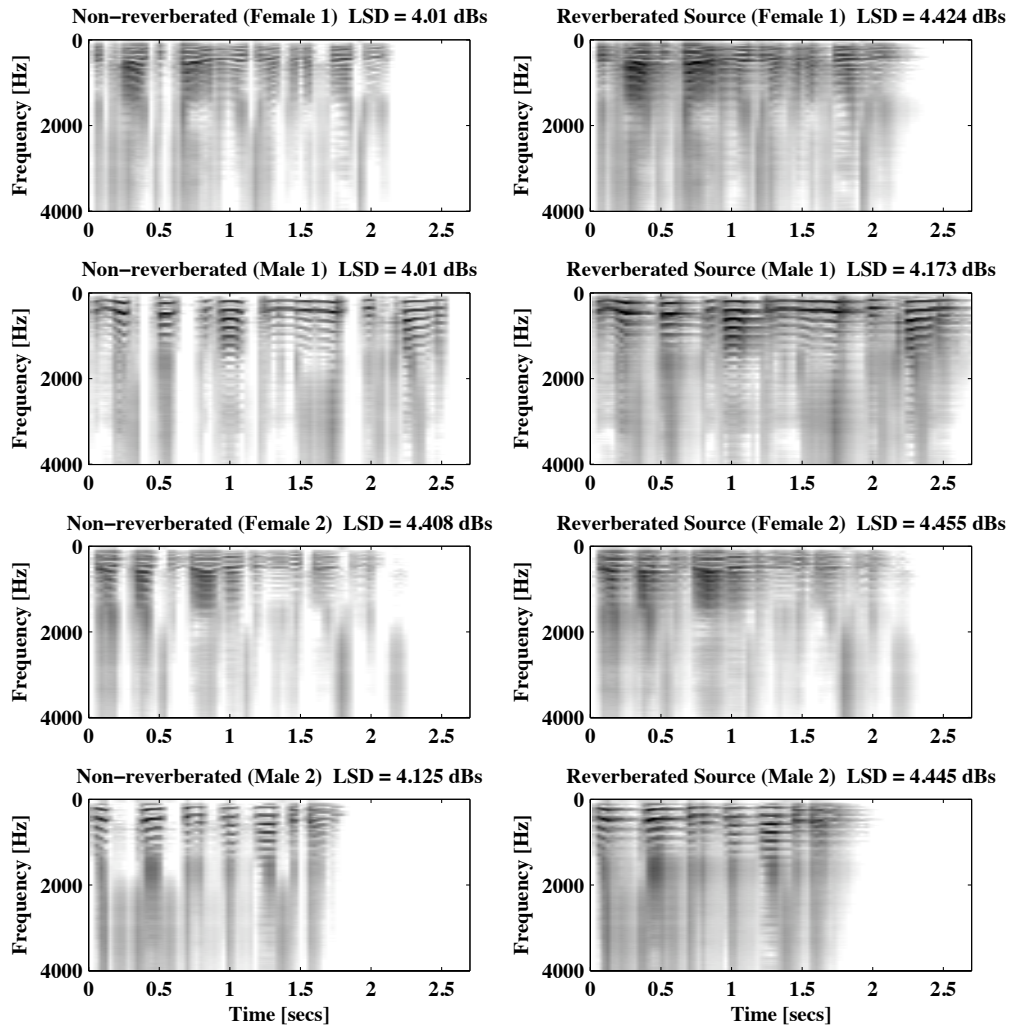 Non−reverberated (Female 1)  LSD = 4.01 dBs
Frequency [Hz]
0
2000
4000
0 0.5 1 1.5 2 2.5
Reverberated Source (Female 1)  LSD = 4.424 dBs
Frequency [Hz]
0
2000
4000
0 0.5 1 1.5 2 2.5
Non−reverberated (Male 1)  LSD = 4.01 dBs
Frequency [Hz]
0
2000
4000
0 0.5 1 1.5 2 2.5
Reverberated Source (Male 1)  LSD = 4.173 dBs
Frequency [Hz]
0
2000
4000
0 0.5 1 1.5 2 2.5
Non−reverberated (Female 2)  LSD = 4.408 dBs
Frequency [Hz]
0
2000
4000
0 0.5 1 1.5 2 2.5
Reverberated Source (Female 2)  LSD = 4.455 dBs
Frequency [Hz]
0
2000
4000
0 0.5 1 1.5 2 2.5
Non−reverberated (Male 2)  LSD = 4.125 dBs
Frequency [Hz]
0
2000
4000
0 0.5 1 1.5 2 2.5
Time [secs]
Reverberated Source (Male 2)  LSD = 4.445 dBs
Frequency [Hz]
0
2000
4000
0 0.5 1 1.5 2 2.5
Time [secs]